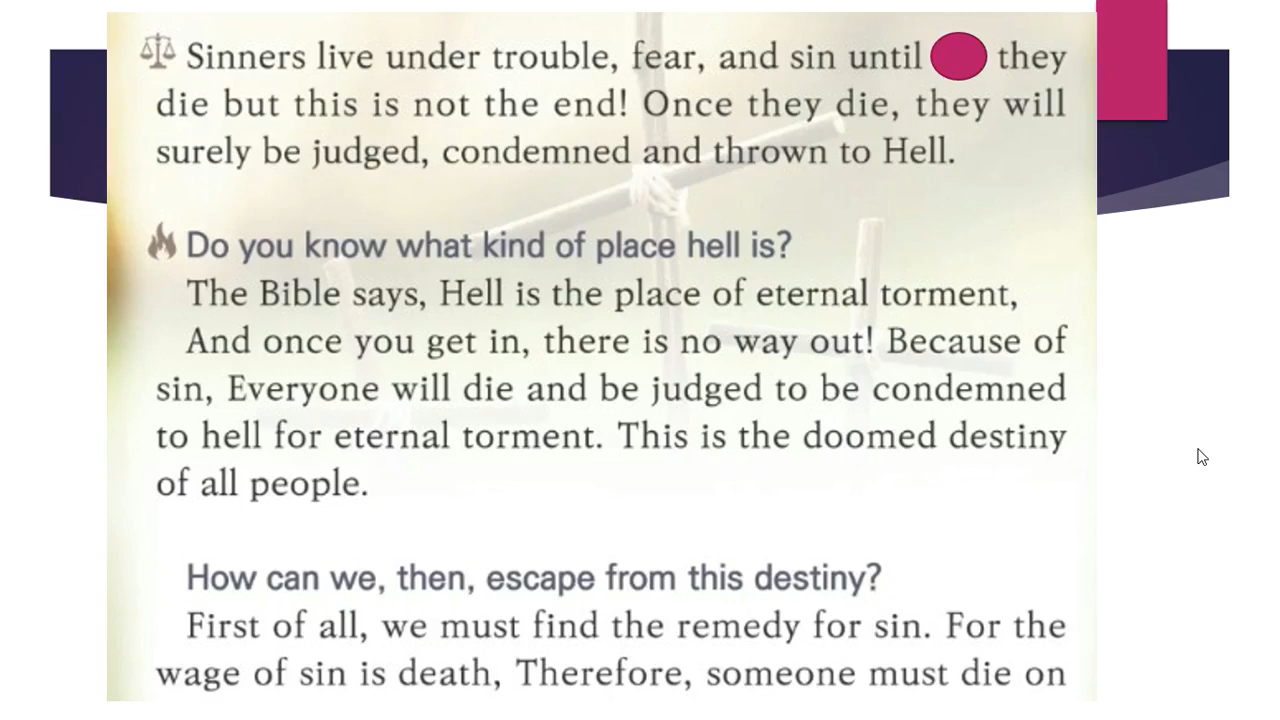 Sinners live under trouble, fear, and sin until they
die but this is not the end! Once they die, they will
surely be judged, condemned and thrown to Hell.
Do you know what kind of place hell is?
The Bible says, Hell is the place of eternal torment,
And once you get in, there is no way out! Because of
sin, Everyone will die and be judged to be condemned
to hell for eternal torment. This is the doomed destiny
of all people.
How can we, then, escape from this destiny?
First of all, we must find the remedy for sin. For the
wage of sin is death, Therefore, someone must die on